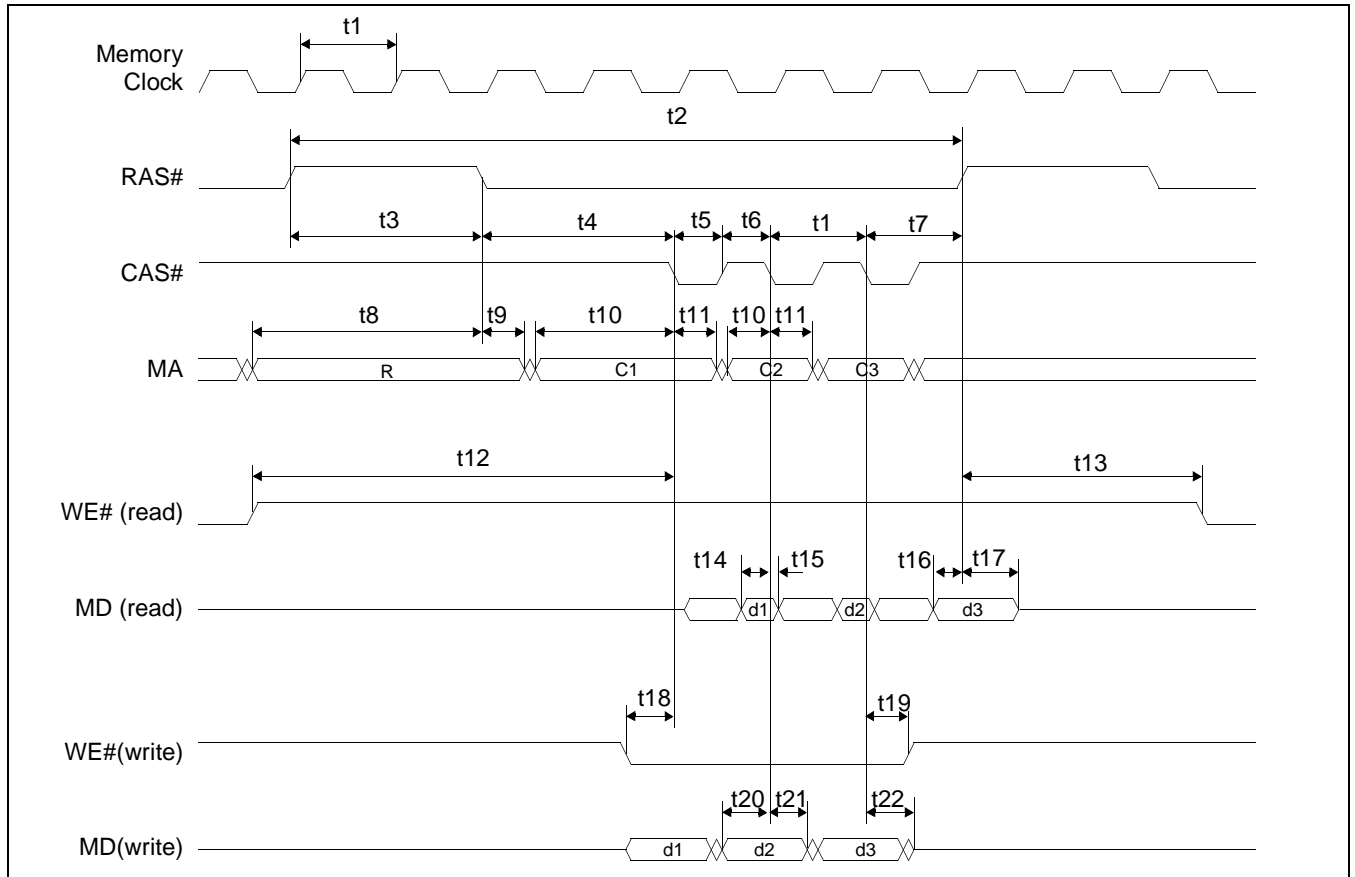 t1
Memory
Clock
t2
RAS#
t3 t4 t5 t6 t1 t7
CAS#
t8 t9 t10 t11 t10 t11
MA
R C1 C2 C3
t12 t13
WE# (read)
t14 t15 t16 t17
MD (read)
d1 d2 d3
t18 t19
WE#(write)
t20 t21 t22
MD(write)
d1 d2 d3